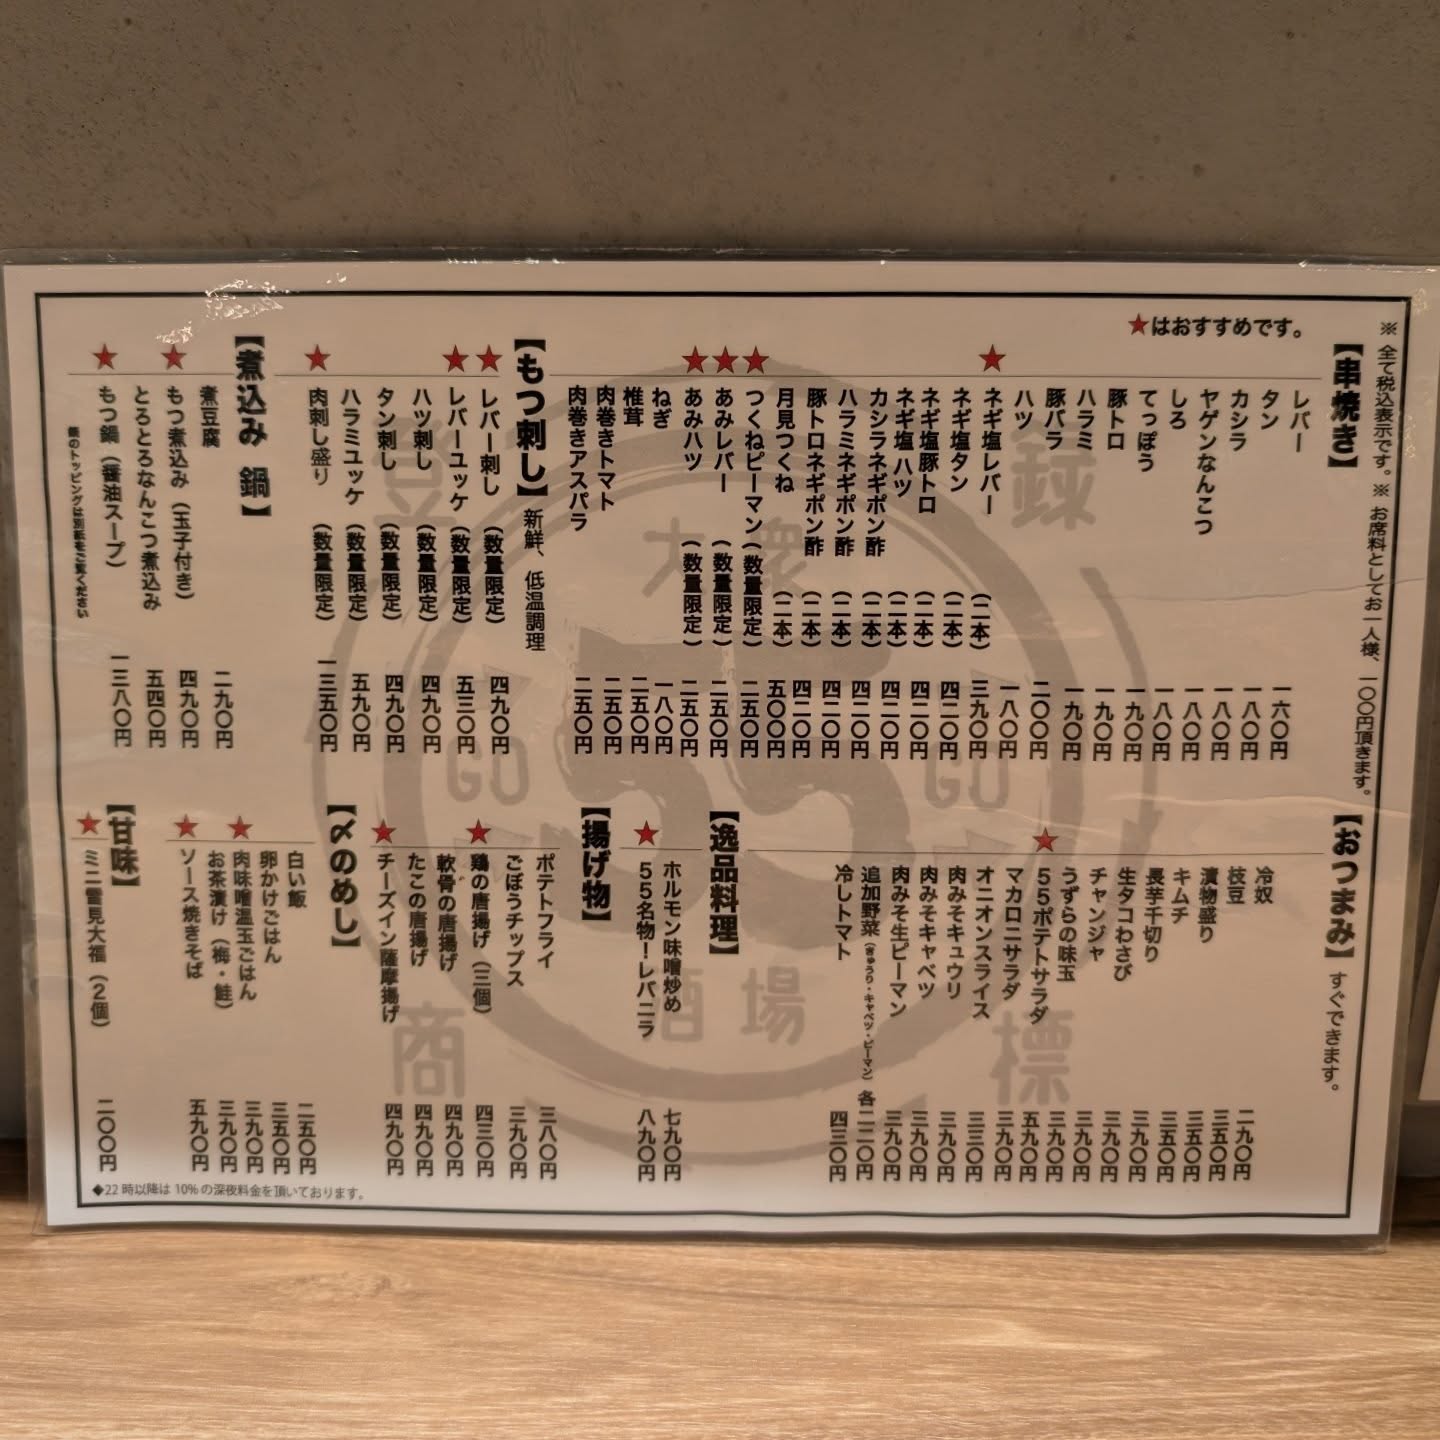 ※全て税込表示です。※お席料としてお一人様、一〇〇円頂きます。
★はおすすめです。
【串焼き】
レバー 一六〇円
タン 一八〇円
カシラ 一八〇円
ヤゲンなんこつ 一八〇円
しろ 一八〇円
てっぽう 一九〇円
豚トロ 一九〇円
ハラミ 一九〇円
豚バラ 二〇〇円
ハツ 一八〇円
★ネギ塩レバー (二本) 三九〇円
ネギ塩タン (二本) 四二〇円
ネギ塩豚トロ (二本) 四二〇円
ネギ塩ハツ (二本) 四二〇円
カシラネギポン酢 (二本) 四二〇円
ハラミネギポン酢 (二本) 四二〇円
豚トロネギポン酢 (二本) 四二〇円
月見つくね (二本) 五〇〇円
★つくねピーマン (数量限定) 二五〇円
★あみレバー (数量限定) 二五〇円
★あみハツ (数量限定) 二五〇円
ねぎ 一八〇円
椎茸 二五〇円
肉巻きトマト 二五〇円
肉巻きアスパラ 二五〇円
【もつ刺し】新鮮、低温調理
★レバー刺し (数量限定) 四九〇円
★レバーユッケ (数量限定) 五三〇円
ハツ刺し (数量限定) 四九〇円
タン刺し (数量限定) 四九〇円
ハラミユッケ (数量限定) 五九〇円
★肉刺し盛り (数量限定) 一三五〇円
【煮込み 鍋】
煮豆腐 二九〇円
★もつ煮込み(玉子付き) 四九〇円
とろとろなんこつ煮込み 五四〇円
★もつ鍋(醤油スープ) 一三八〇円
鍋のトッピングは別紙をご覧ください
【おつまみ】すぐできます。
冷奴 二九〇円
枝豆 三五〇円
漬物盛り 三五〇円
キムチ 三五〇円
長芋千切り 三九〇円
生タコわさび 三九〇円
チャンジャ 三九〇円
うずらの味玉 三九〇円
★55ポテトサラダ 五九〇円
マカロニサラダ 三九〇円
オニオンスライス 三三〇円
肉みそキュウリ 三九〇円
肉みそキャベツ 三九〇円
肉みそ生ピーマン 三九〇円
追加野菜(きゅうり・キャベツ・ピーマン) 各二二〇円
冷しトマト 四三〇円
【逸品料理】
ホルモン味噌炒め 七九〇円
★55名物！レバニラ 八九〇円
【揚げ物】
ポテトフライ 三八〇円
ごぼうチップス 三九〇円
★鶏の唐揚げ(三個) 四三〇円
軟骨の唐揚げ 四九〇円
たこの唐揚げ 四九〇円
★チーズイン薩摩揚げ 四九〇円
【〆のめし】
白い飯 二五〇円
卵かけごはん 三五〇円
★肉味噌温玉ごはん 三九〇円
お茶漬け(梅・鮭) 三九〇円
★ソース焼きそば 五九〇円
【甘味】
★ミニ雪見大福(2個) 二〇〇円
◆22時以降は10%の深夜料金を頂いております。
登録商標
大衆
55
GO GO
酒場